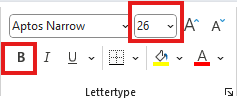 Aptos Narrow 26 A A
B I U A
Lettertype